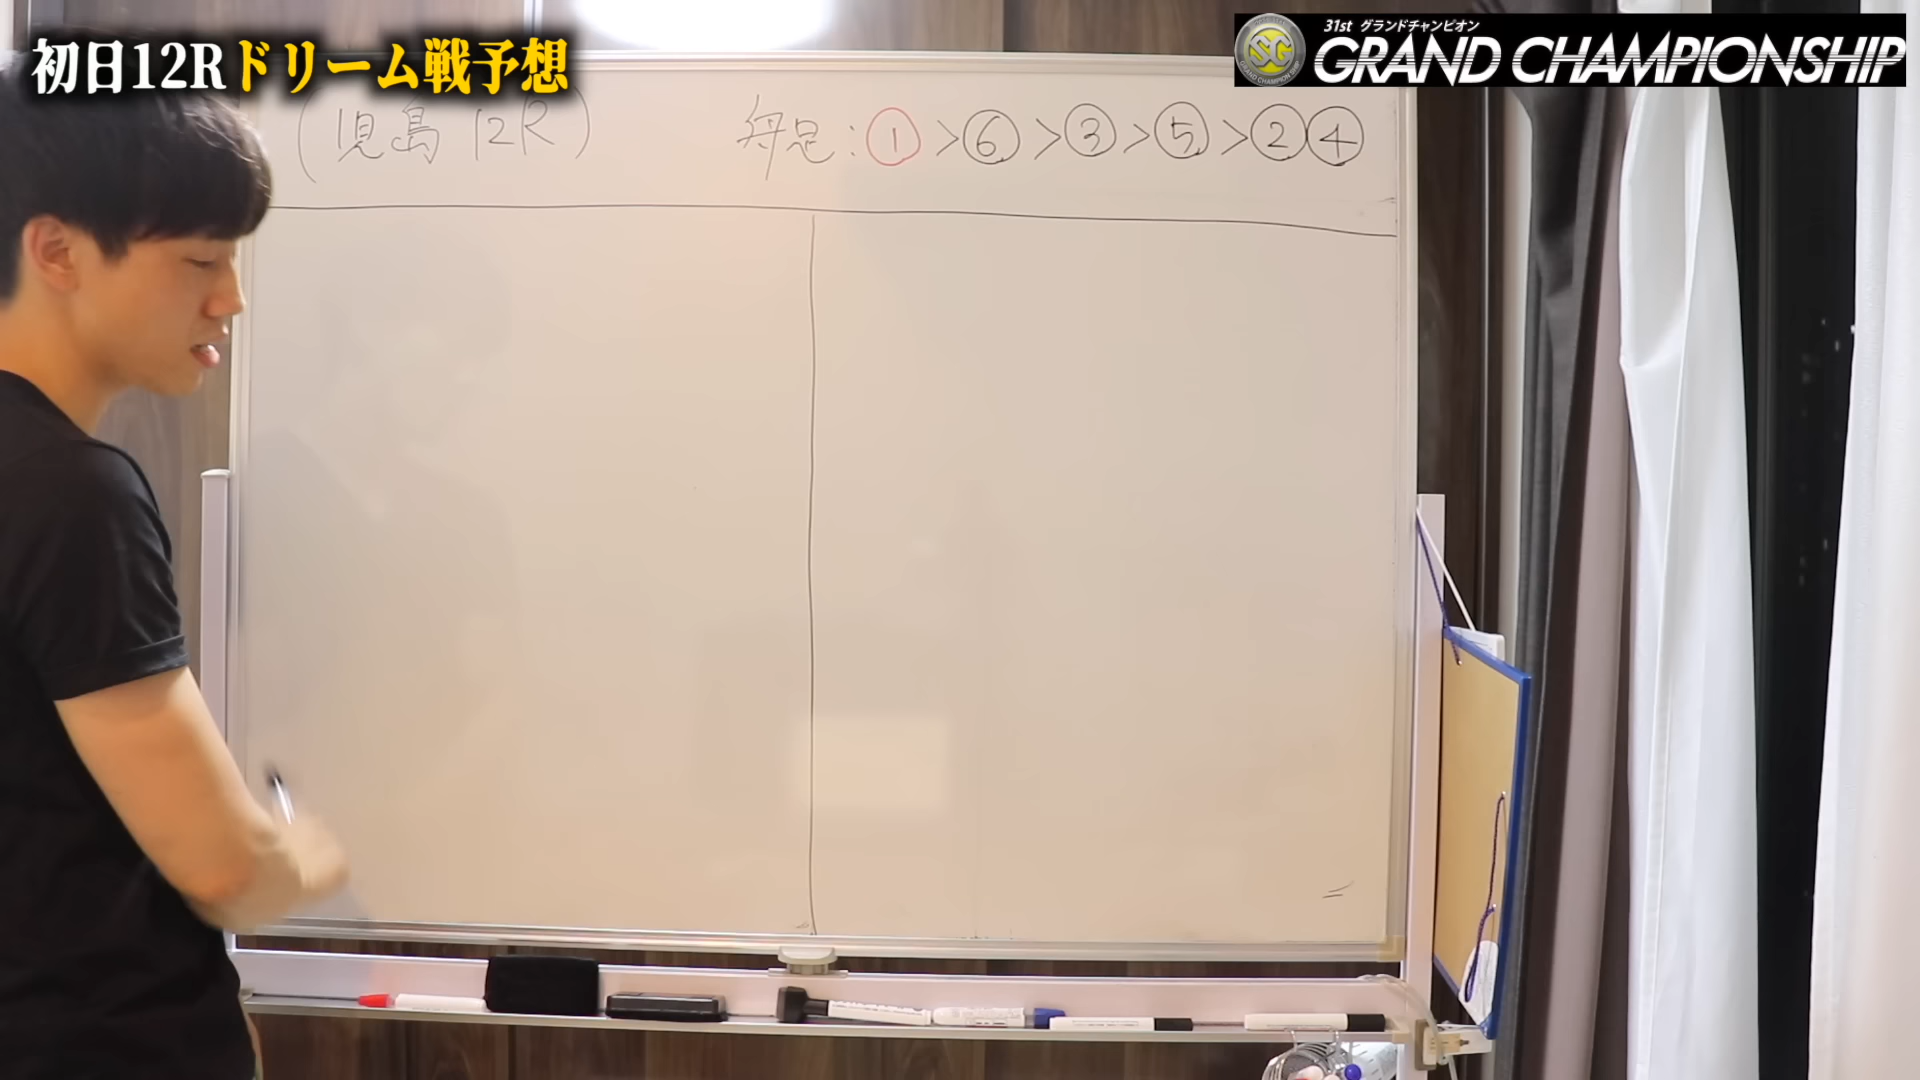 初日12Rドリーム戦予想
31st グランドチャンピオン
SG
GRAND CHAMPIONSHIP
(児島 12R)
舟足:①>⑥>③>⑤>②④